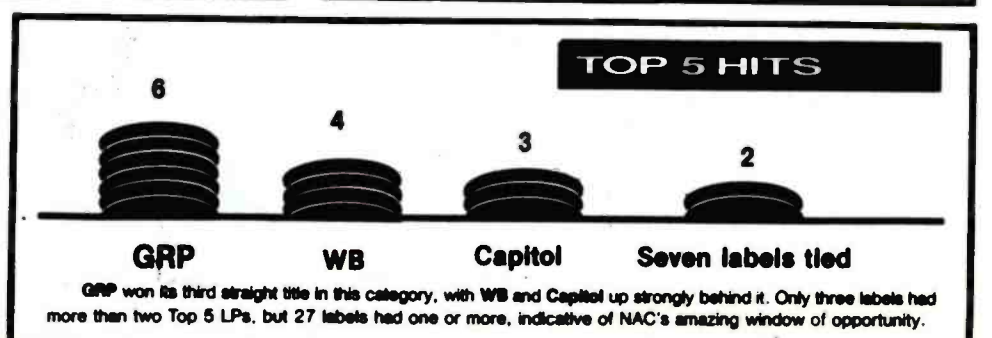 TOP 5 HITS
6
4
3
2
GRP
WB
Capitol
Seven labels tied
GRP won its third straight title in this category, with WB and Capitol up strongly behind it. Only three labels had
more than two Top 5 LPs, but 27 labels had one or more, indicative of NAC's amazing window of opportunity.